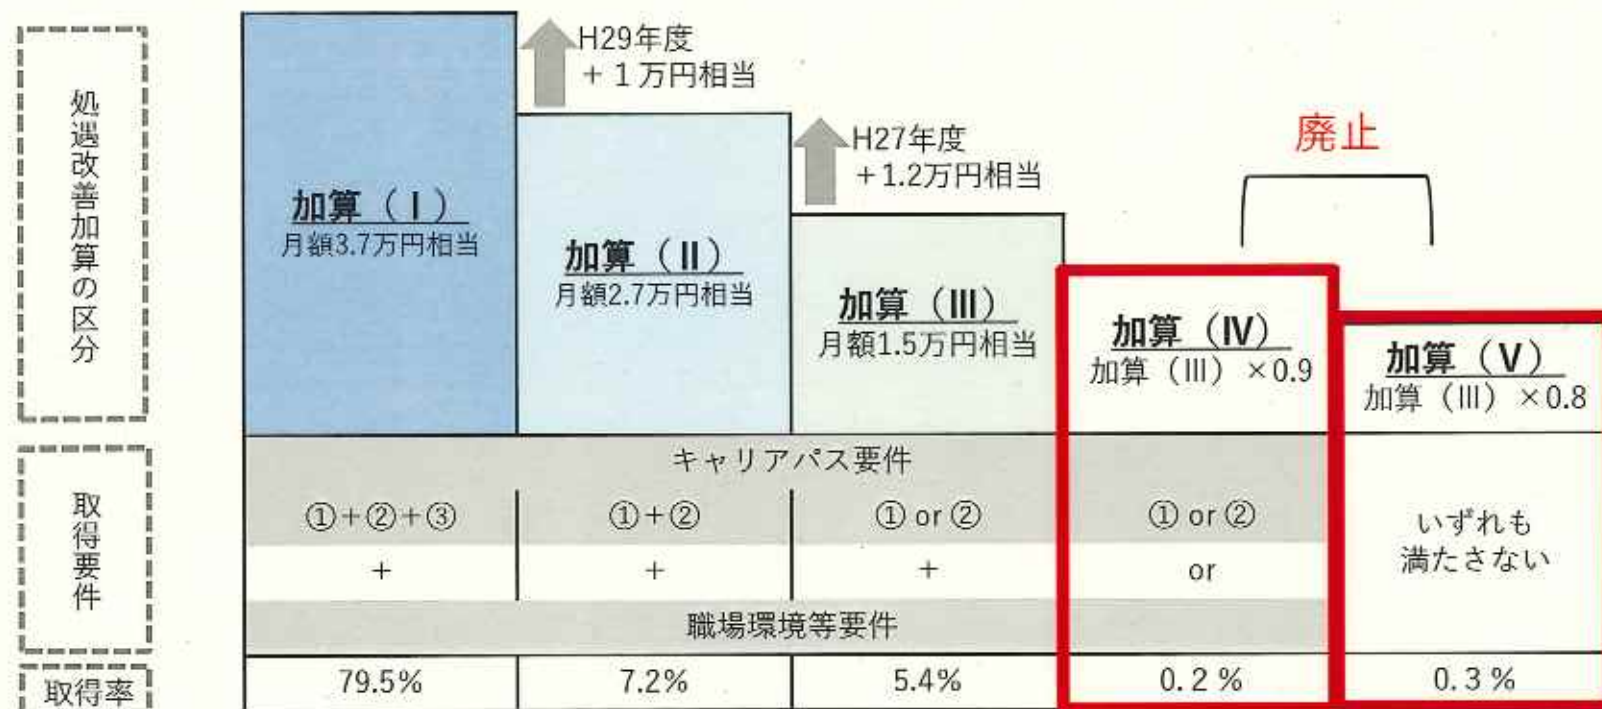 処遇改善加算の区分
H29年度
+ 1万円相当
H27年度
+1.2万円相当
廃止
加算（Ⅰ）
月額3.7万円相当
加算（Ⅱ）
月額2.7万円相当
加算（Ⅲ）
月額1.5万円相当
加算（Ⅳ）
加算（Ⅲ）×0.9
加算（Ⅴ）
加算（Ⅲ）×0.8
取得要件
キャリアパス要件
①+②+③
①+②
① or ②
① or ②
いずれも
満たさない
+
+
+
or
職場環境等要件
取得率
79.5%
7.2%
5.4%
0.2%
0.3%